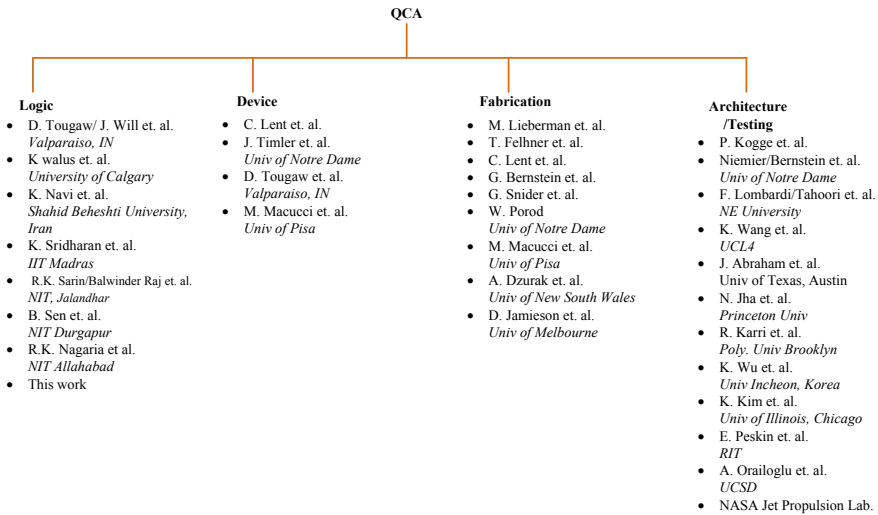 QCA
Logic
• D. Tougaw/ J. Will et. al.
Valparaiso, IN
• K walus et. al.
University of Calgary
• K. Navi et. al.
Shahid Beheshti University,
Iran
• K. Sridharan et. al.
IIT Madras
• R.K. Sarin/Balwinder Raj et. al.
NIT, Jalandhar
• B. Sen et. al.
NIT Durgapur
• R.K. Nagaria et al.
NIT Allahabad
• This work
Device
• C. Lent et. al.
• J. Timler et. al.
Univ of Notre Dame
• D. Tougaw et. al.
Valparaiso, IN
• M. Macucci et. al.
Univ of Pisa
Fabrication
• M. Lieberman et. al.
• T. Felhner et. al.
• C. Lent et. al.
• G. Bernstein et. al.
• G. Snider et. al.
• W. Porod
Univ of Notre Dame
• M. Macucci et. al.
Univ of Pisa
• A. Dzurak et. al.
Univ of New South Wales
• D. Jamieson et. al.
Univ of Melbourne
Architecture
/Testing
• P. Kogge et. al.
• Niemier/Bernstein et. al.
Univ of Notre Dame
• F. Lombardi/Tahoori et. al.
NE University
• K. Wang et. al.
UCL4
• J. Abraham et. al.
Univ of Texas, Austin
• N. Jha et. al.
Princeton Univ
• R. Karri et. al.
Poly. Univ Brooklyn
• K. Wu et. al.
Univ Incheon, Korea
• K. Kim et. al.
Univ of Illinois, Chicago
• E. Peskin et. al.
RIT
• A. Orailoglu et. al.
UCSD
• NASA Jet Propulsion Lab.